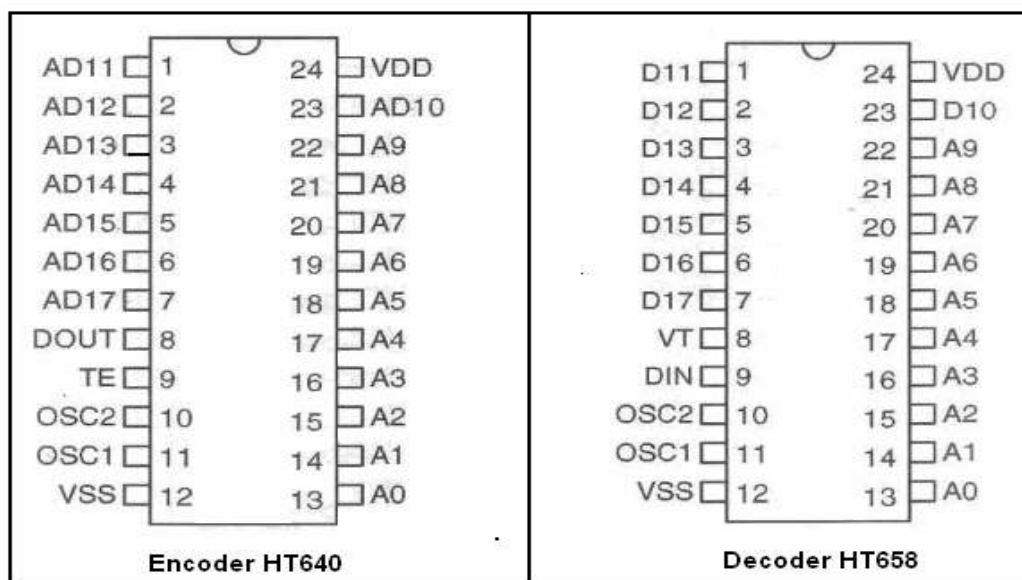 AD11 1 24 VDD
AD12 2 23 AD10
AD13 3 22 A9
AD14 4 21 A8
AD15 5 20 A7
AD16 6 19 A6
AD17 7 18 A5
DOUT 8 17 A4
TE 9 16 A3
OSC2 10 15 A2
OSC1 11 14 A1
VSS 12 13 A0
Encoder HT640
D11 1 24 VDD
D12 2 23 D10
D13 3 22 A9
D14 4 21 A8
D15 5 20 A7
D16 6 19 A6
D17 7 18 A5
VT 8 17 A4
DIN 9 16 A3
OSC2 10 15 A2
OSC1 11 14 A1
VSS 12 13 A0
Decoder HT658